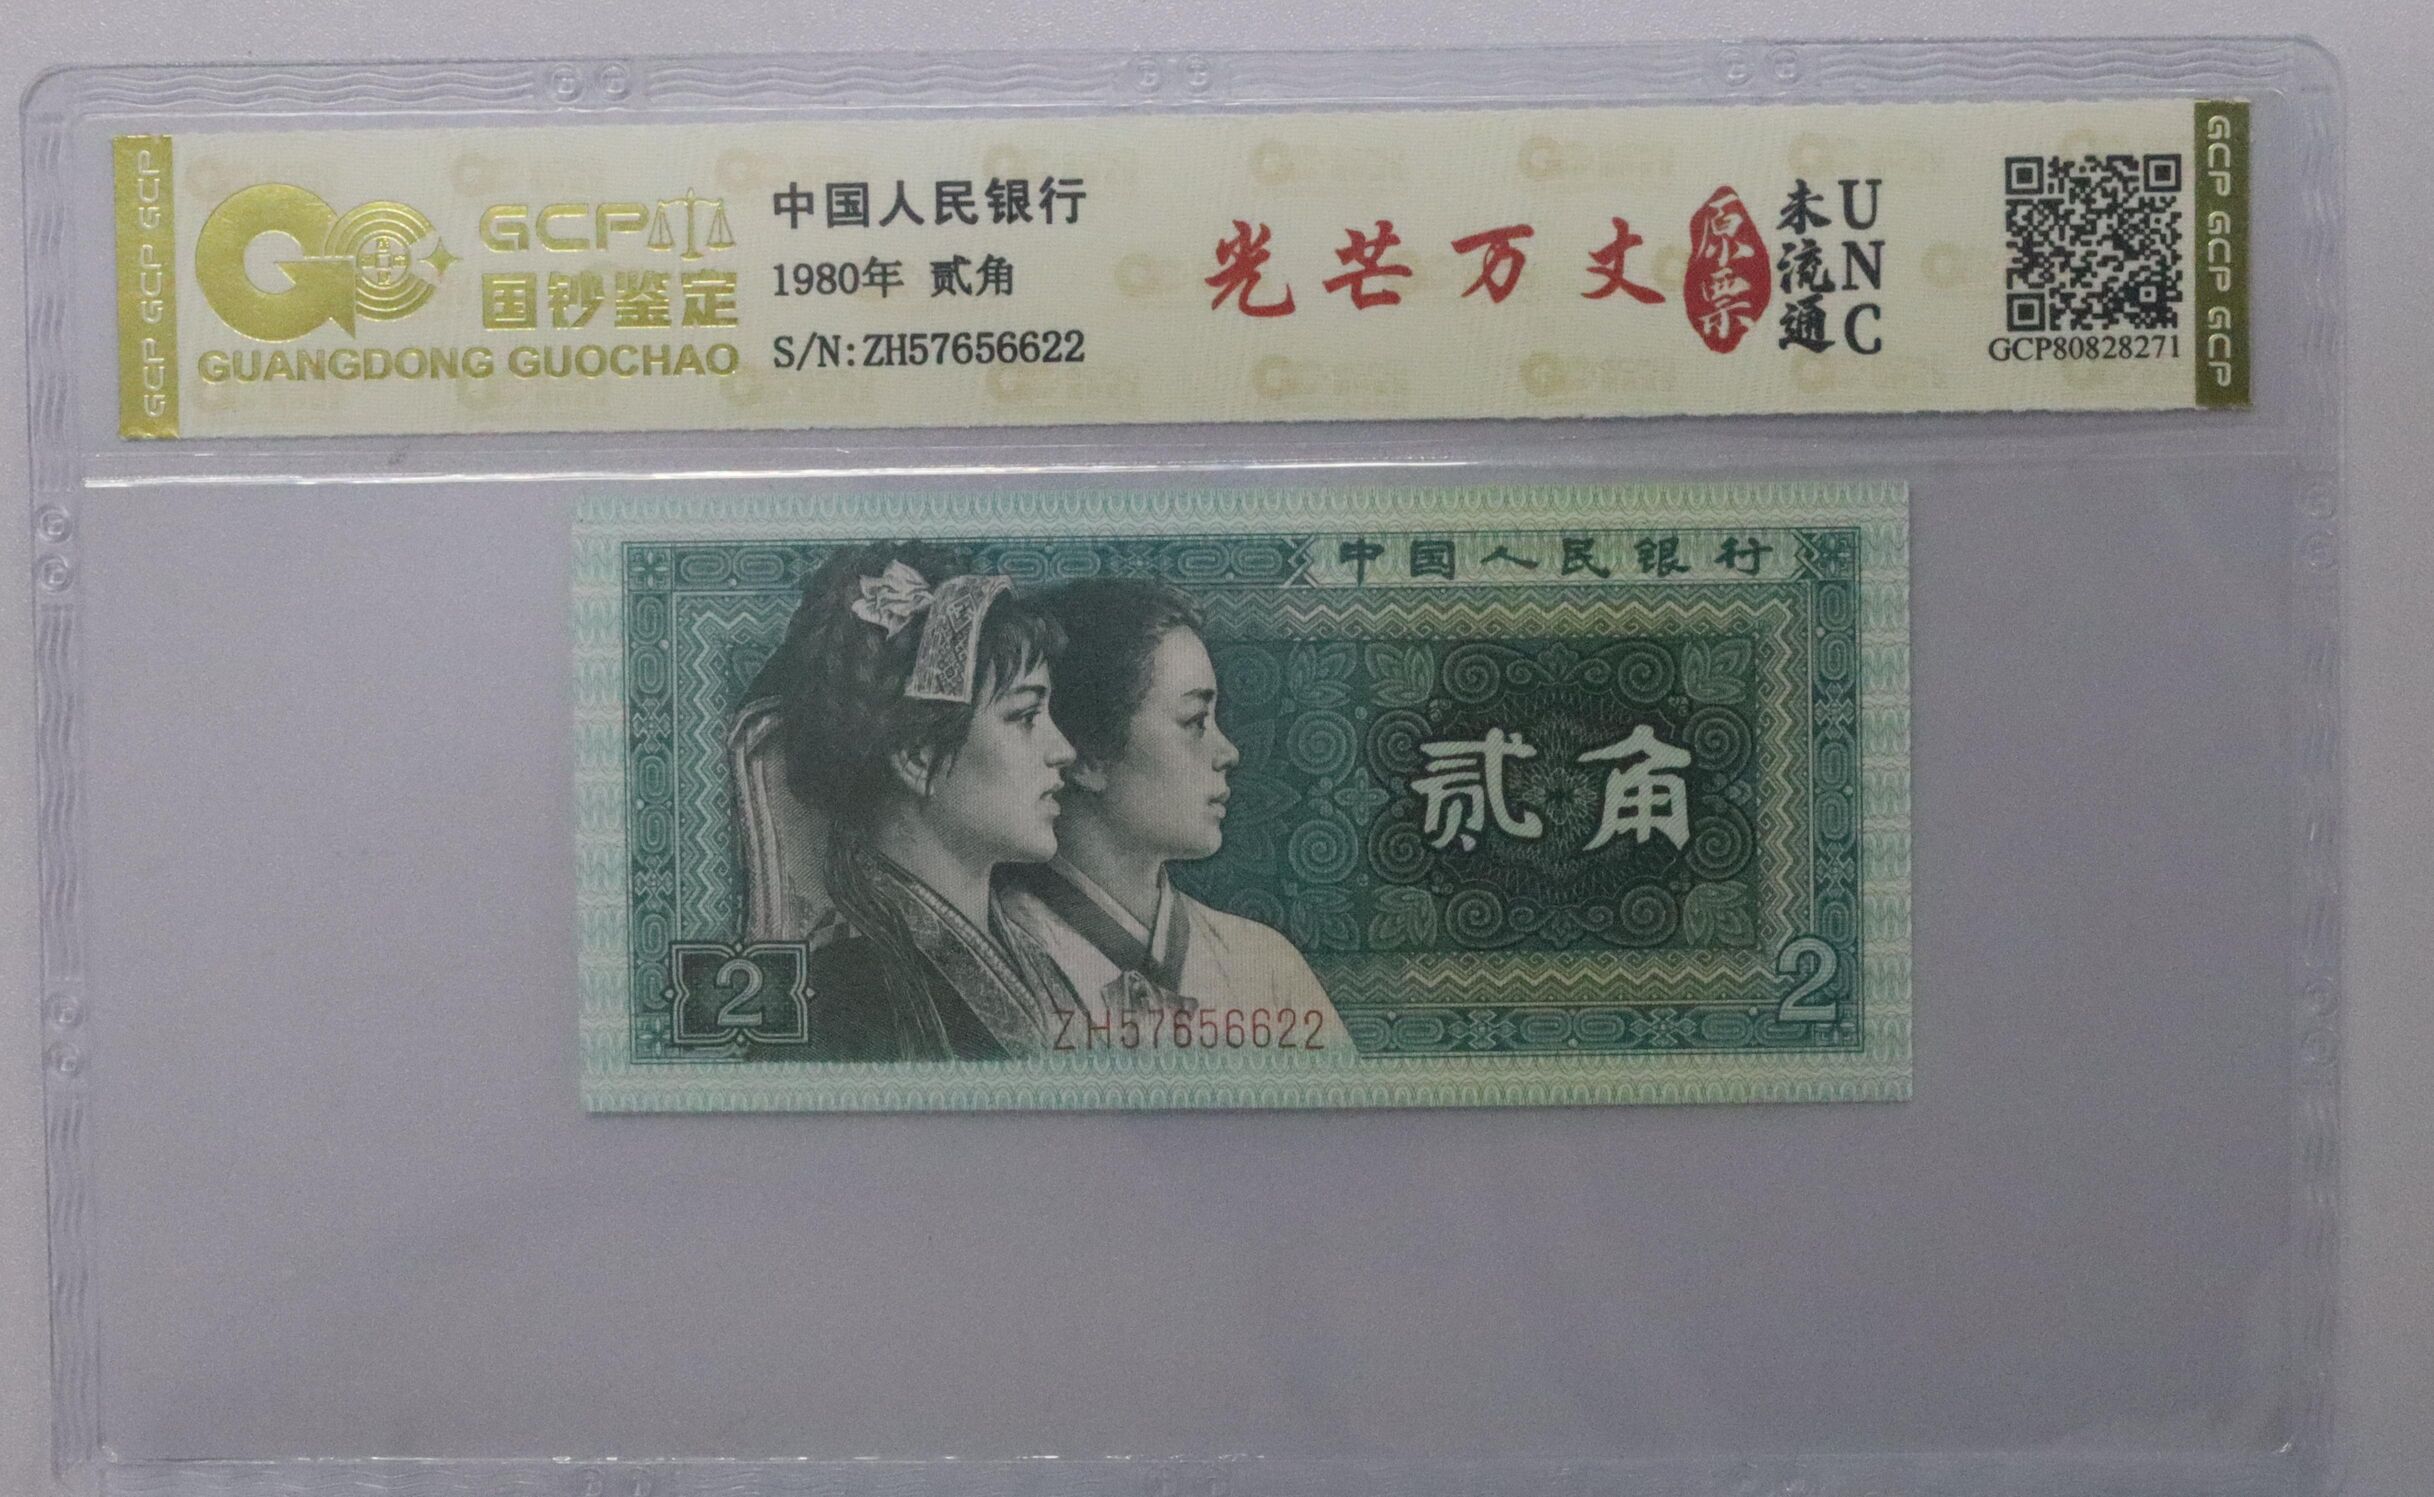 GCP GCP GCP
GCP
国钞鉴定
GUANGDONG GUOCHAO
中国人民银行
1980年 贰角
S/N:ZH57656622
光芒万丈
原票
未流通
UNC
GCP80828271
GCP GCP GCP
中国人民银行
贰角
2
2
ZH57656622